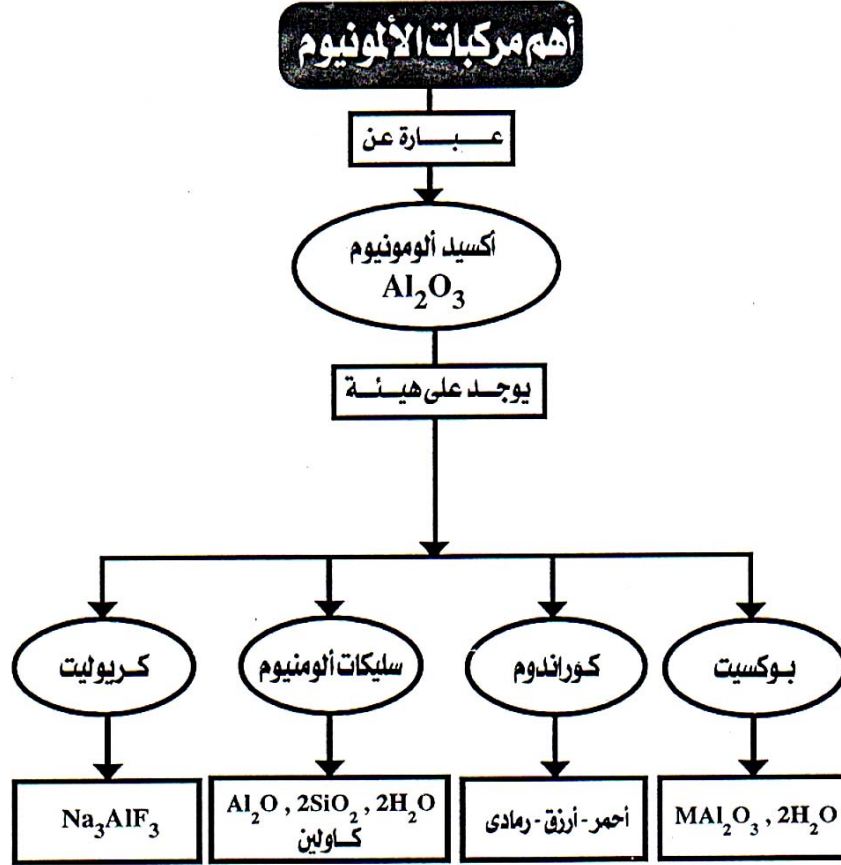 أهم مركبات الألمونيوم
عبارة عن
أكسيد ألومونيوم
Al₂O₃
يوجد على هيئة
بوكسيت
كوراندوم
سليكات ألومنيوم
كريوليت
MAl₂O₃ , 2H₂O
أحمر - أرزق - رمادى
Al₂O , 2SiO₂ , 2H₂O
كاولين
Na₃AlF₃